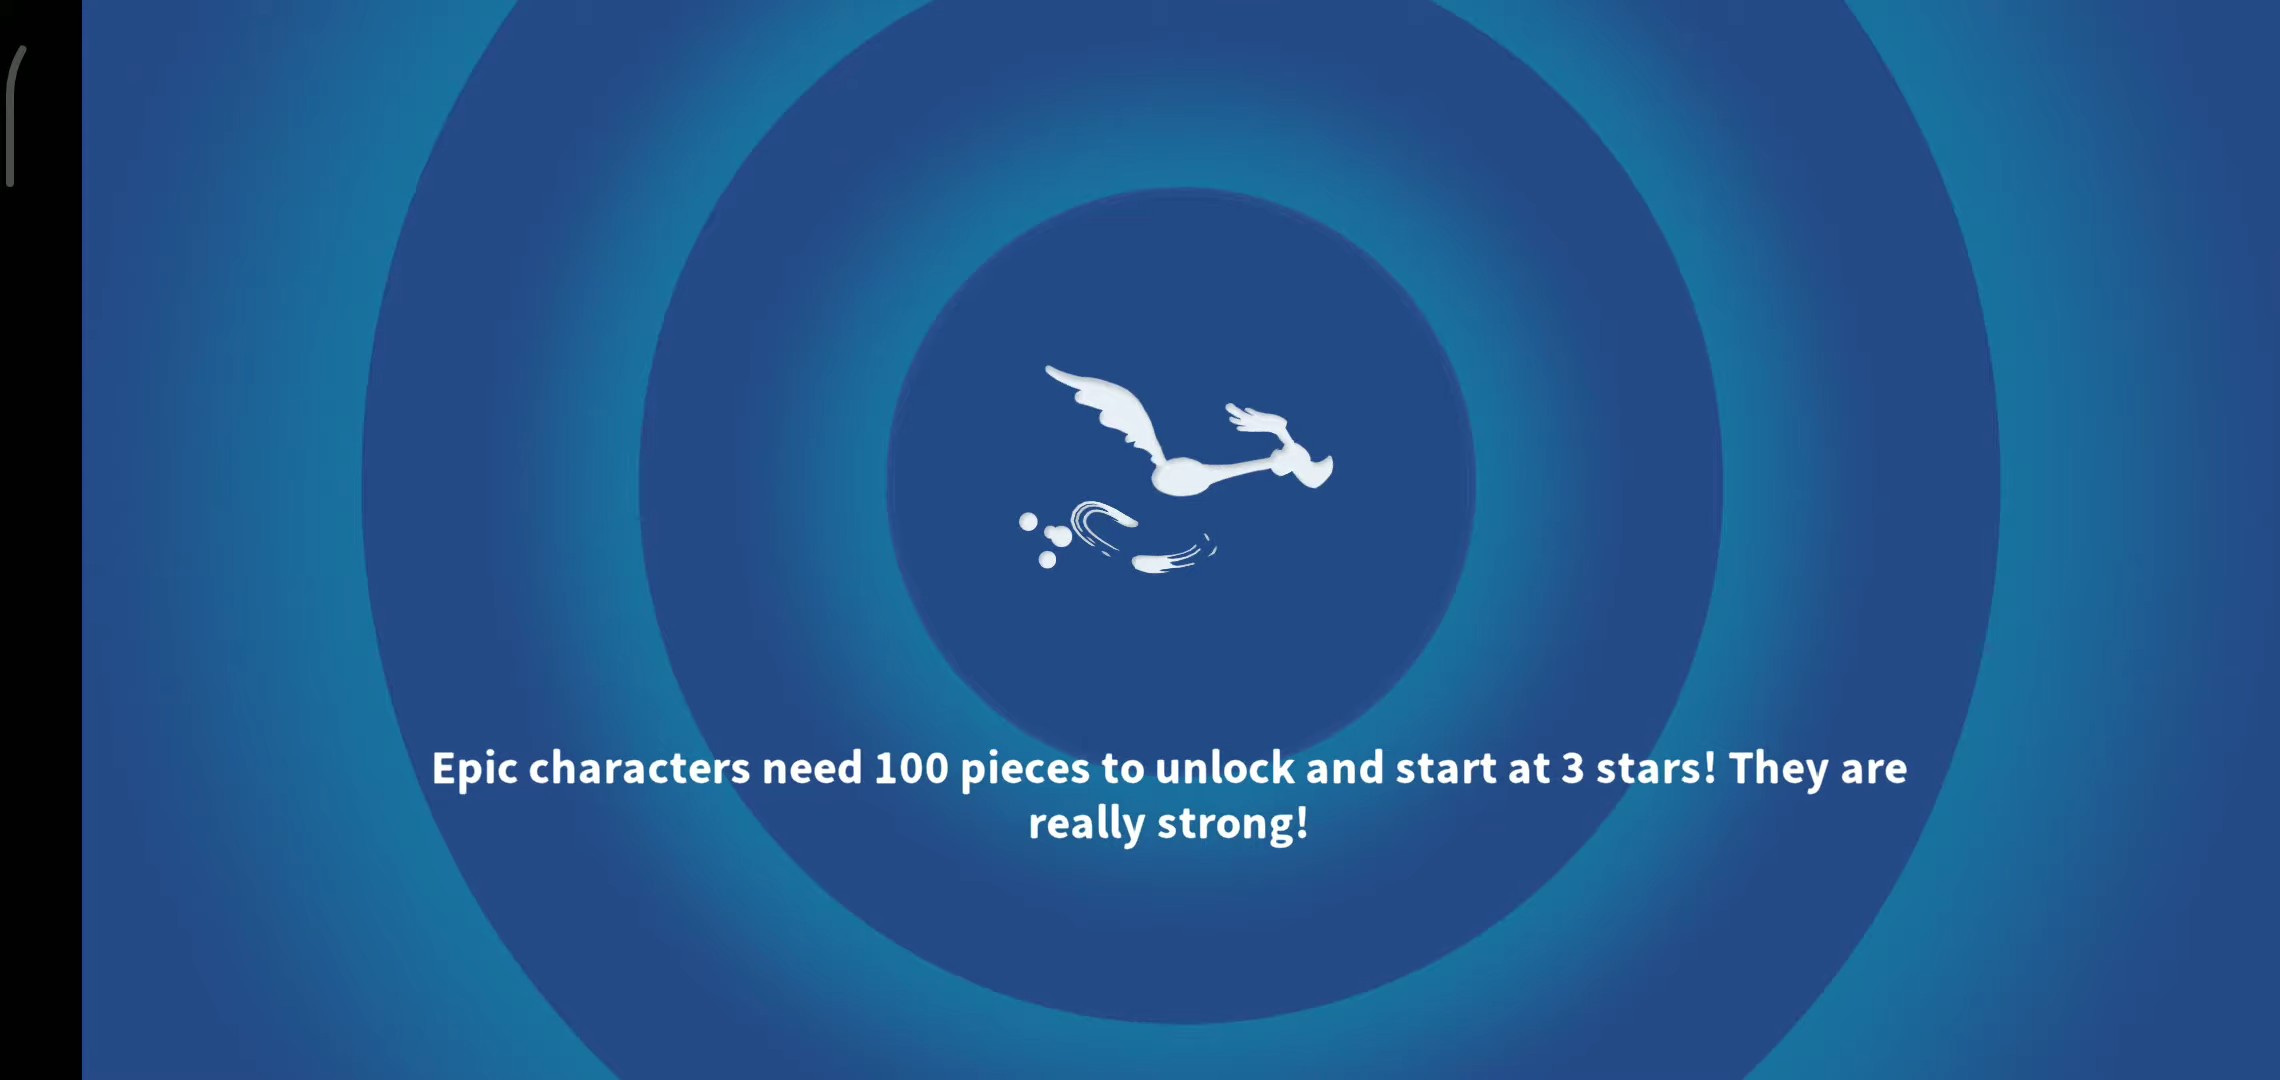 Epic characters need 100 pieces to unlock and start at 3 stars! They are
really strong!